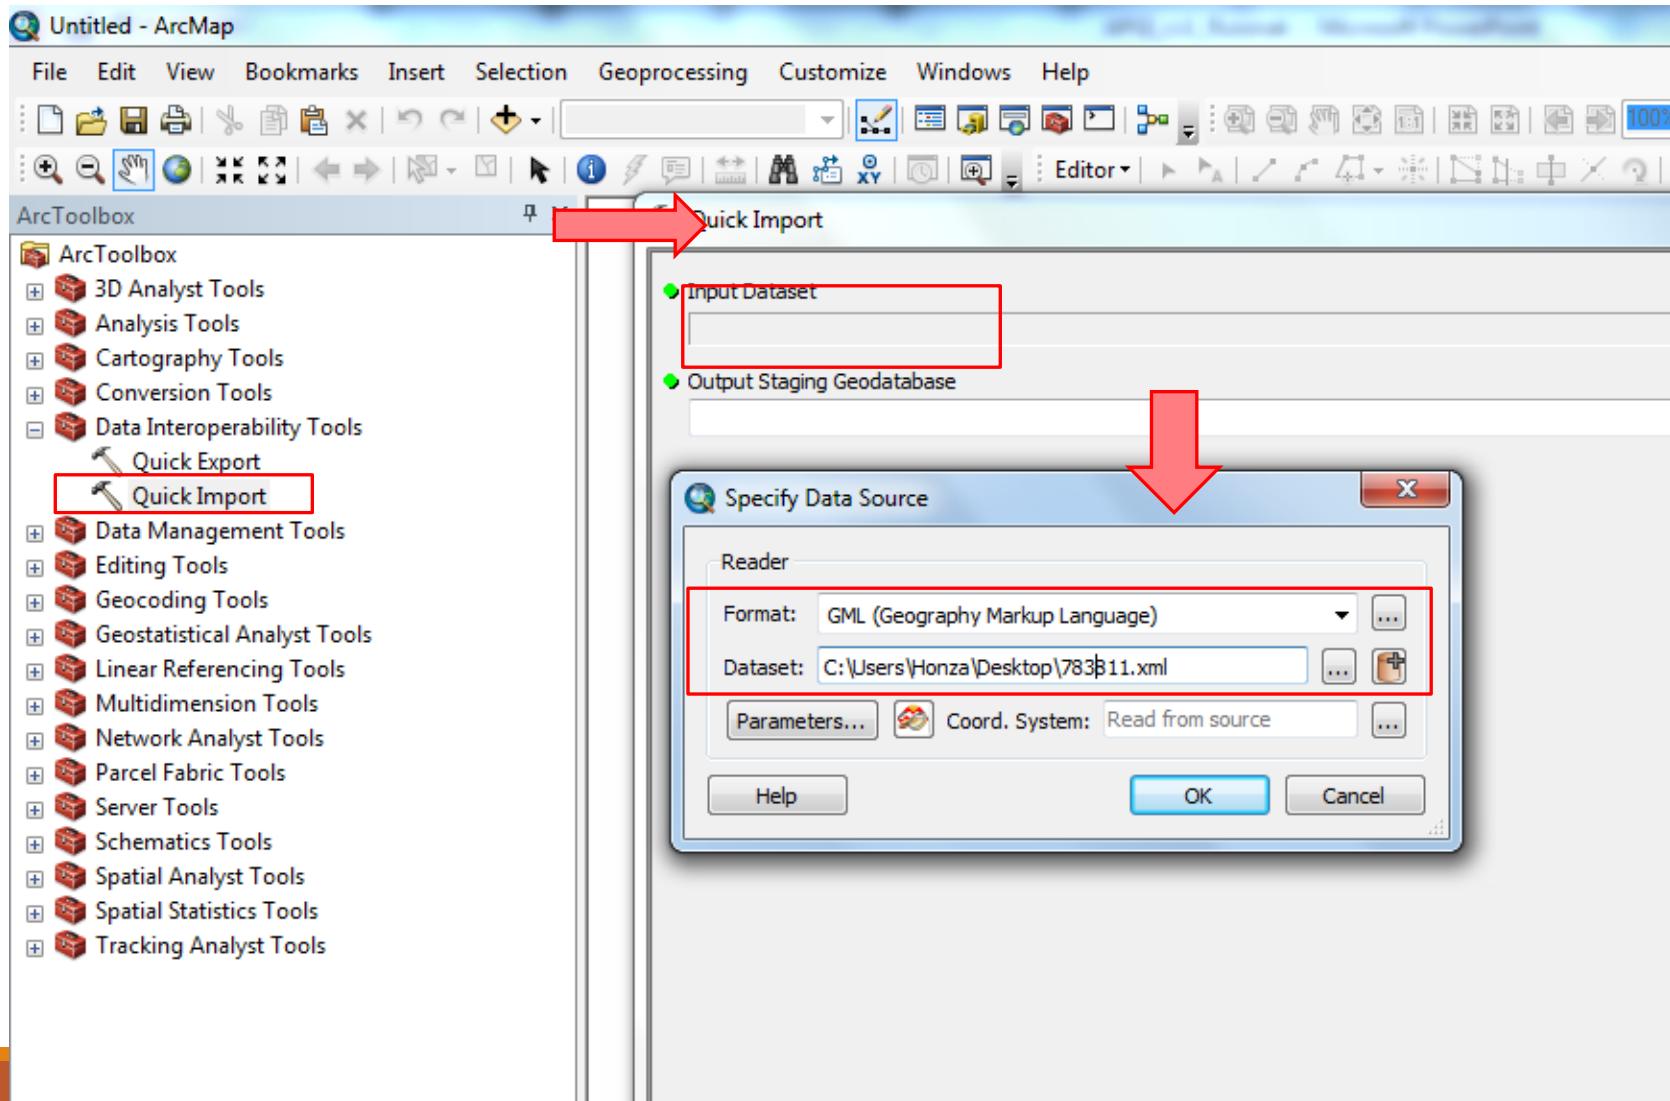 Untitled - ArcMap
File Edit View Bookmarks Insert Selection Geoprocessing Customize Windows Help
100%
Editor
ArcToolbox
ArcToolbox
3D Analyst Tools
Analysis Tools
Cartography Tools
Conversion Tools
Data Interoperability Tools
Quick Export
Quick Import
Data Management Tools
Editing Tools
Geocoding Tools
Geostatistical Analyst Tools
Linear Referencing Tools
Multidimension Tools
Network Analyst Tools
Parcel Fabric Tools
Server Tools
Schematics Tools
Spatial Analyst Tools
Spatial Statistics Tools
Tracking Analyst Tools
Quick Import
Input Dataset
Output Staging Geodatabase
Specify Data Source
Reader
Format: GML (Geography Markup Language) ...
Dataset: C:\Users\Honza\Desktop\783811.xml ...
Parameters... Coord. System: Read from source ...
Help OK Cancel